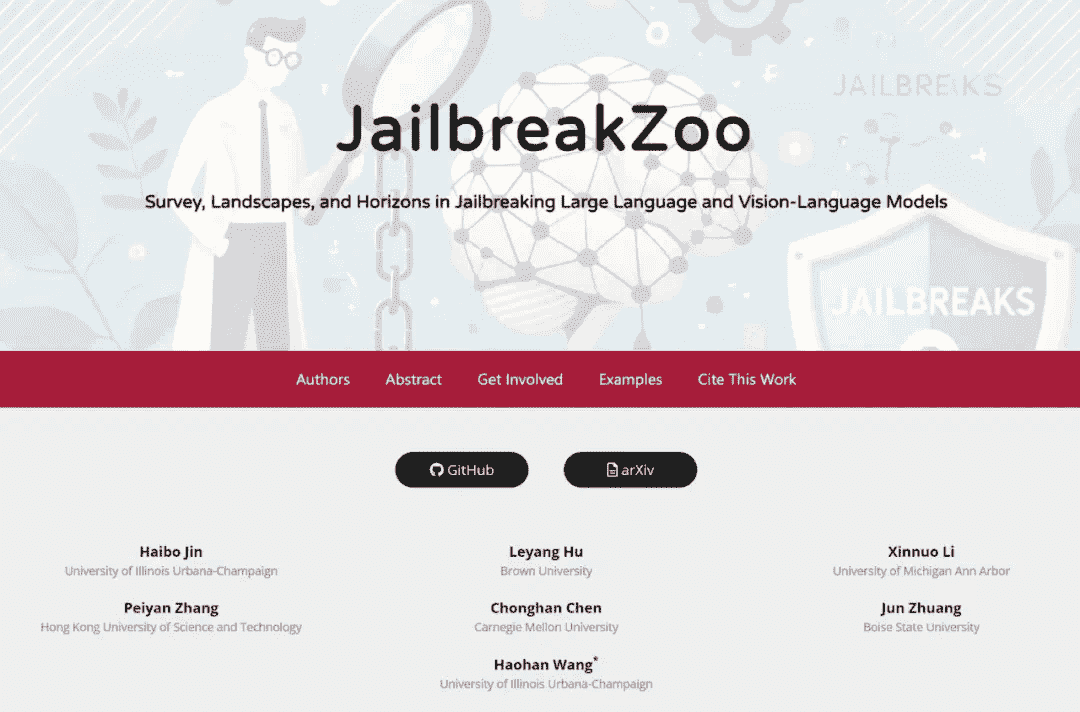 JAILBREAKS
JailbreakZoo
Survey, Landscapes, and Horizons in Jailbreaking Large Language and Vision-Language Models
JAILBREAKS
Authors Abstract Get Involved Examples Cite This Work
GitHub arXiv
Haibo Jin Leyang Hu Xinnuo Li
University of Illinois Urbana-Champaign Brown University University of Michigan Ann Arbor
Peiyan Zhang Chonghan Chen Jun Zhuang
Hong Kong University of Science and Technology Carnegie Mellon University Boise State University
Haohan Wang*
University of Illinois Urbana-Champaign